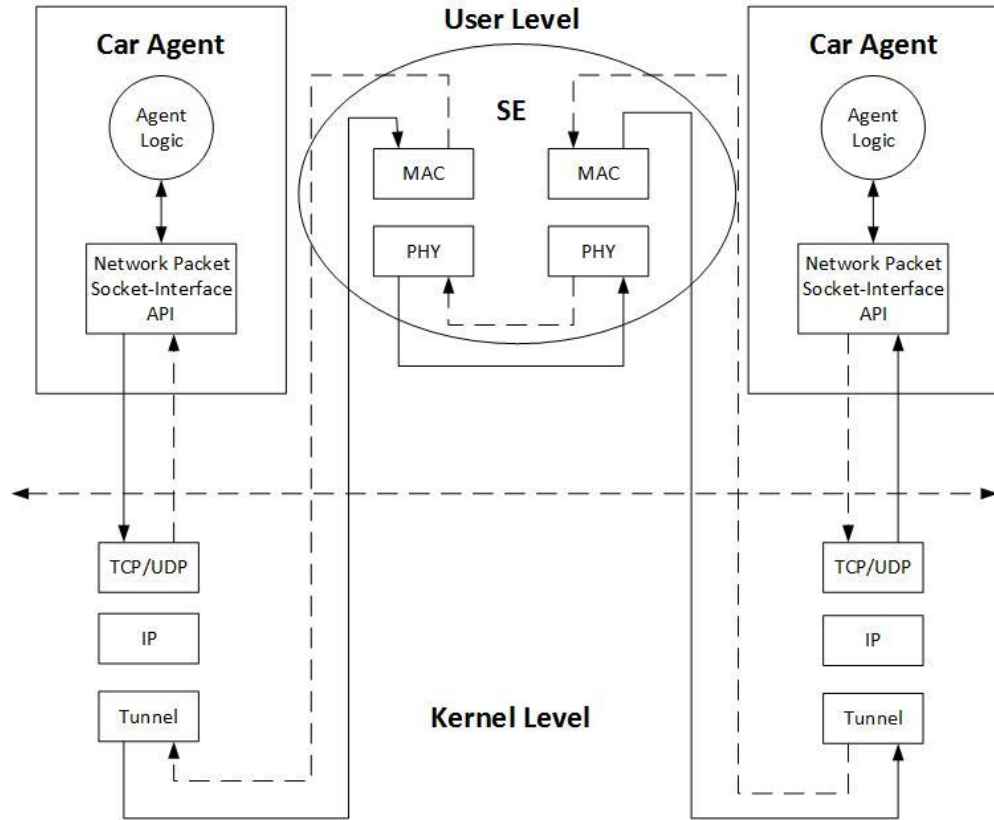 User Level
Car Agent
Agent
Logic
Network Packet
Socket-Interface
API
SE
MAC
MAC
PHY
PHY
Car Agent
Agent
Logic
Network Packet
Socket-Interface
API
TCP/UDP
IP
Tunnel
Kernel Level
TCP/UDP
IP
Tunnel